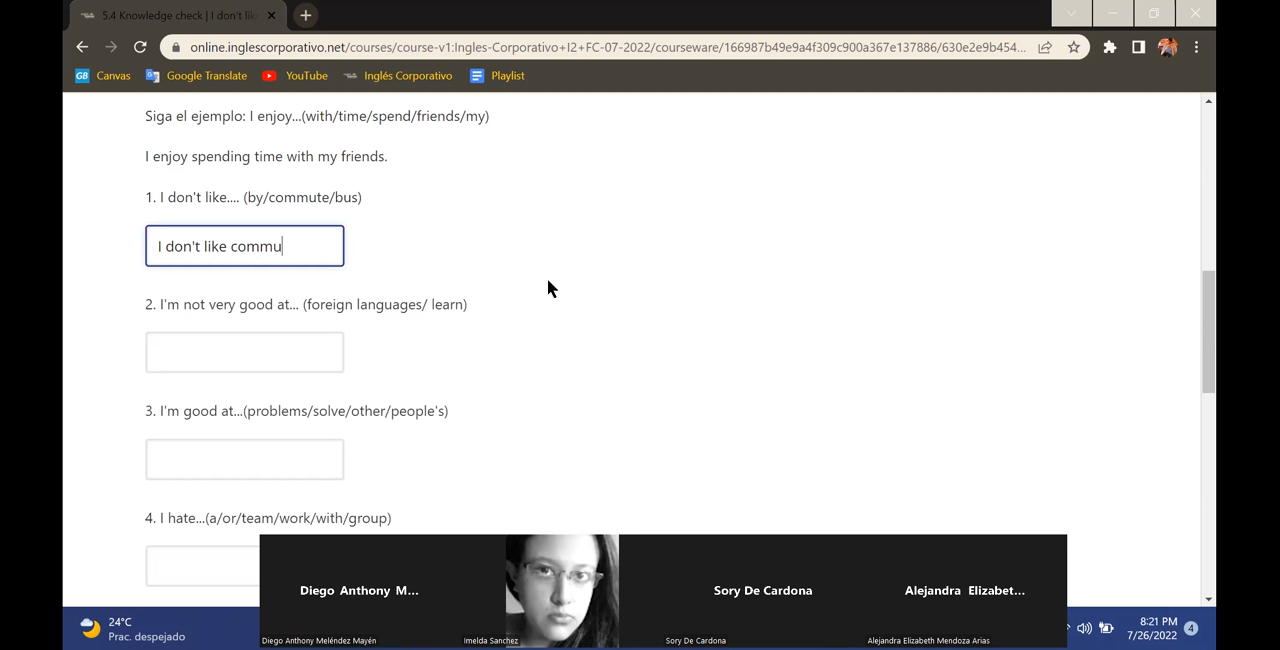 5.4 Knowledge check | I don't lik
online.inglescorporativo.net/courses/course-v1:Ingles-Corporativo+I2+FC-07-2022/courseware/166987b49e9a4f309c900a367e137886/630e2e9b454...
GB Canvas Google Translate YouTube Inglés Corporativo Playlist
Siga el ejemplo: I enjoy...(with/time/spend/friends/my)
I enjoy spending time with my friends.
1. I don't like.... (by/commute/bus)
I don't like commu
2. I'm not very good at... (foreign languages/ learn)
3. I'm good at...(problems/solve/other/people's)
4. I hate...(a/or/team/work/with/group)
Diego Anthony M... Sory De Cardona Alejandra Elizabet...
Diego Anthony Meléndez Mayén Imelda Sanchez Sory De Cardona Alejandra Elizabeth Mendoza Arias
24°C
Prac. despejado
8:21 PM
7/26/2022
4